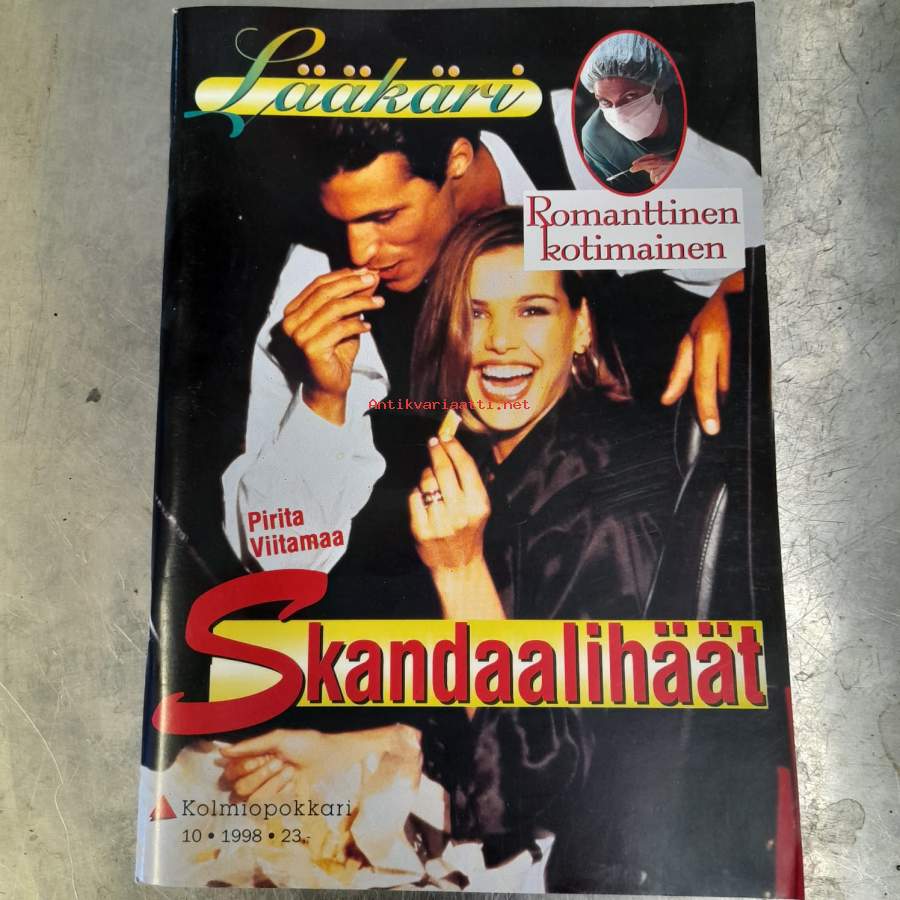 Lääkäri
Romanttinen
kotimainen
Antikvariaatti.net
Pirita
Viitamaa
Skandaalihäät
Kolmiopokkari
10 • 1998 • 23,-